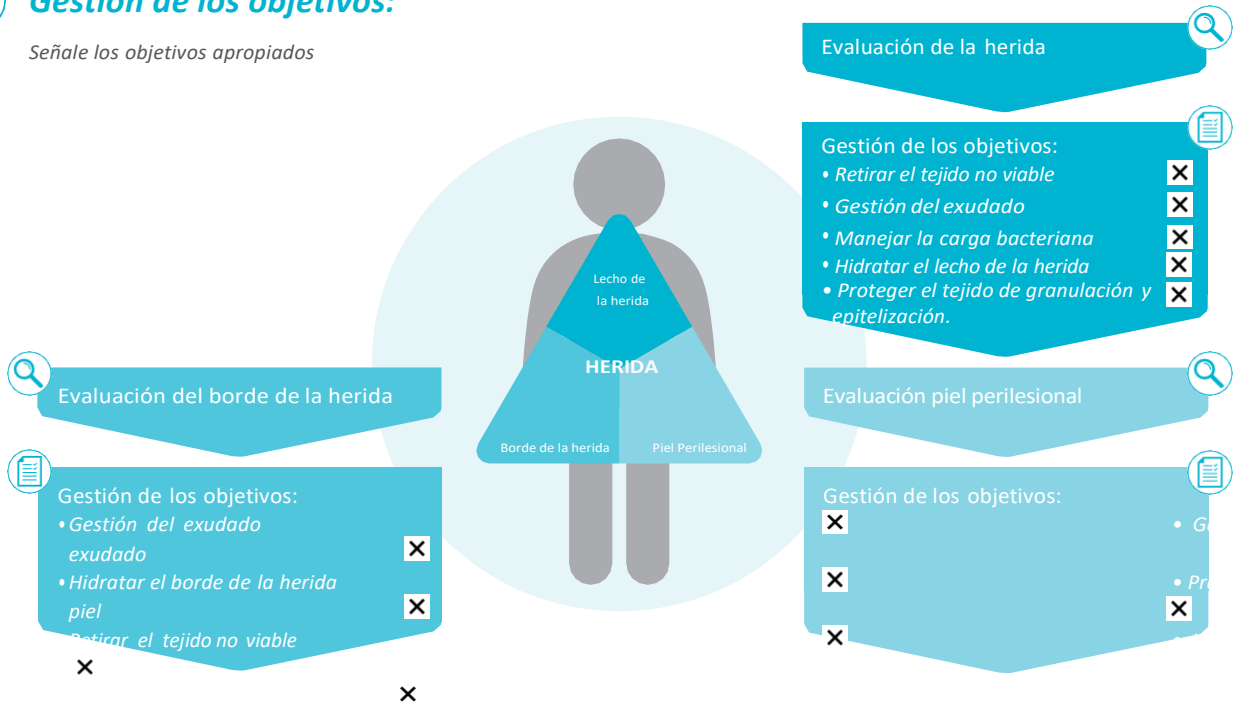 Gestión de los objetivos:
Señale los objetivos apropiados
Evaluación de la herida
Gestión de los objetivos:
• Retirar el tejido no viable
• Gestión del exudado
• Manejar la carga bacteriana
• Hidratar el lecho de la herida
• Proteger el tejido de granulación y
epitelización.
Lecho de
la herida
HERIDA
Borde de la herida
Piel Perilesional
Evaluación del borde de la herida
Gestión de los objetivos:
• Gestión del exudado
exudado
• Hidratar el borde de la herida
piel
Retirar el tejido no viable
Evaluación piel perilesional
Gestión de los objetivos: